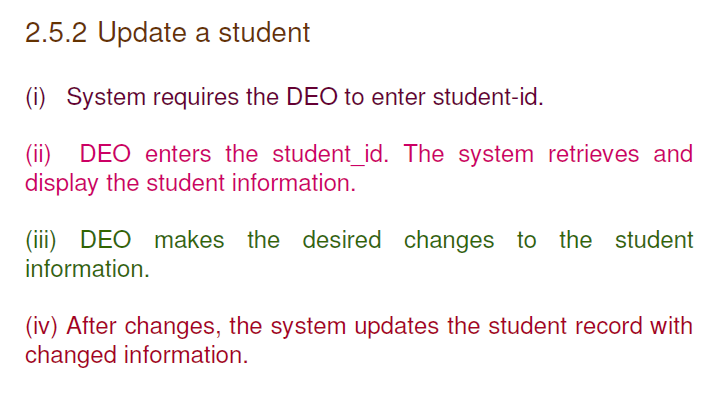 2.5.2 Update a student
(i) System requires the DEO to enter student-id.
(ii) DEO enters the student_id. The system retrieves and
display the student information.
(iii) DEO makes the desired changes to the student
information.
(iv) After changes, the system updates the student record with
changed information.